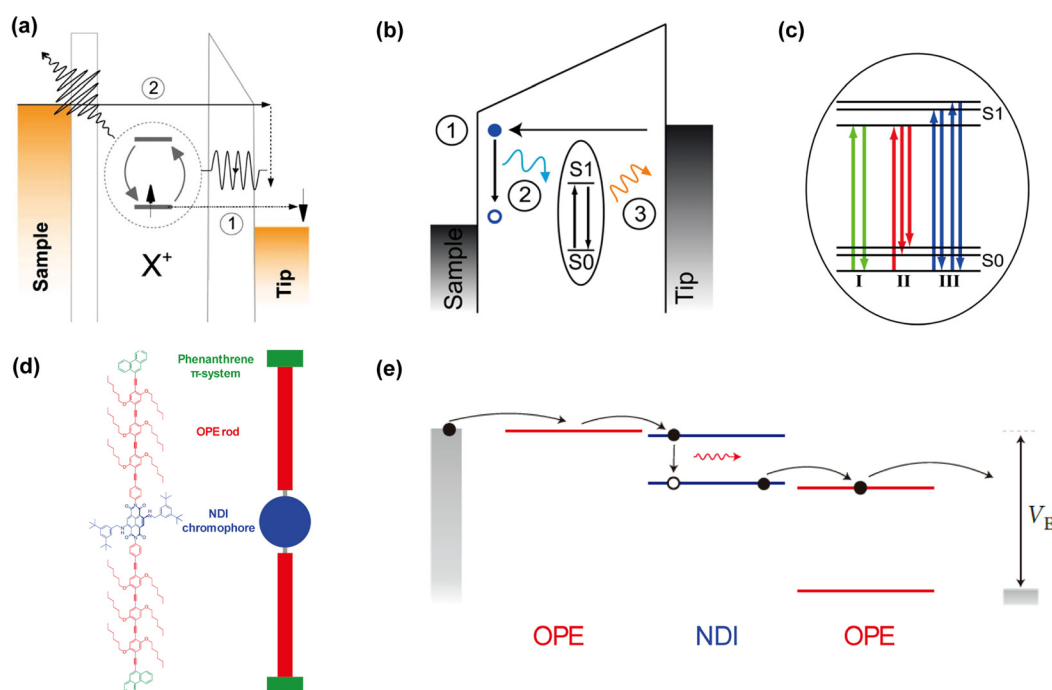 (a)
2
Sample
X+
1
Tip
(b)
1
2
S1
S0
3
Sample
Tip
(c)
S1
S0
I II III
(d)
Phenanthrene
π-system
OPE rod
NDI
chromophore
(e)
VE
OPE NDI OPE